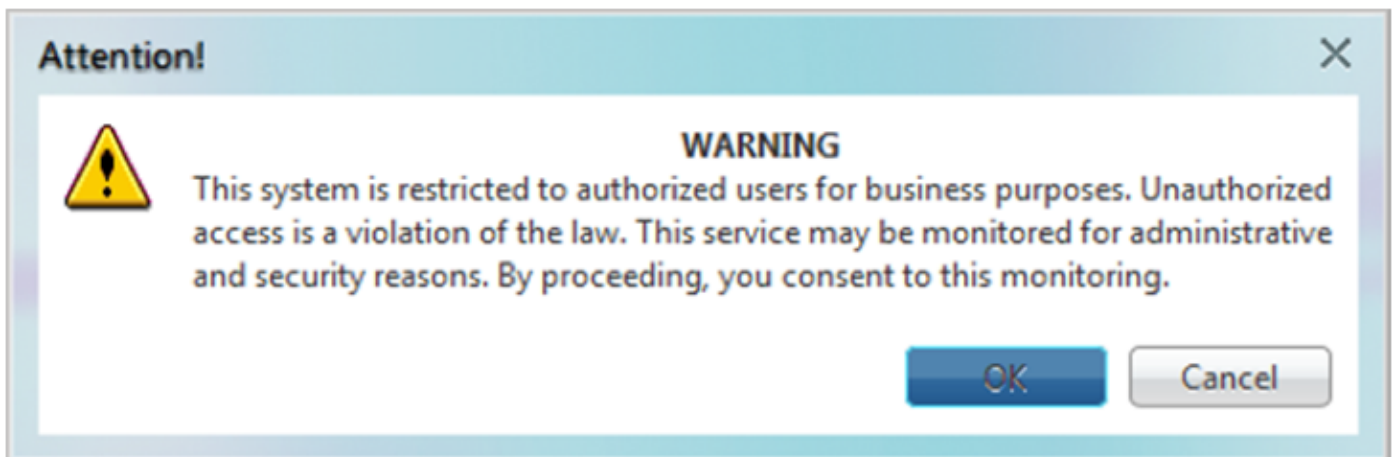 Attention!
WARNING
This system is restricted to authorized users for business purposes. Unauthorized
access is a violation of the law. This service may be monitored for administrative
and security reasons. By proceeding, you consent to this monitoring.
OK
Cancel